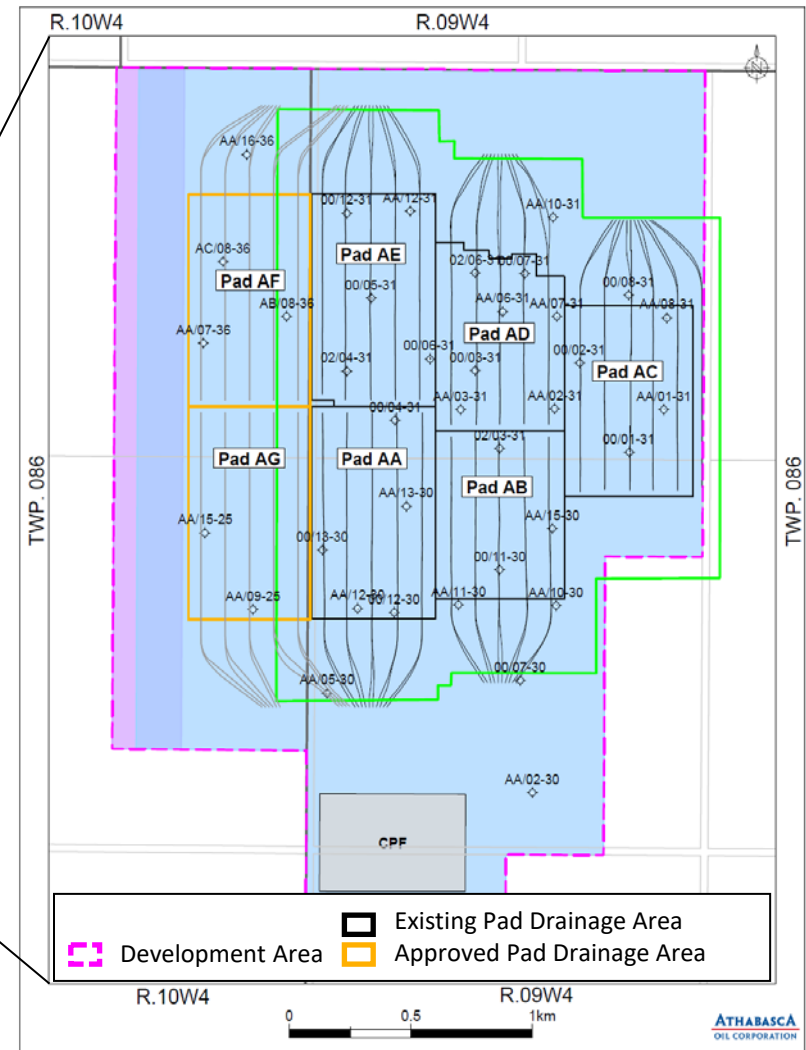 R.10W4 R.09W4
AA/16-36
00/12-31 AA/12-31
AA/10-31
Pad AE
AC/08-36
02/06-31 00/07-31
Pad AF
00/05-31
00/08-31
AB/08-36
AA/06-31 AA/07-31
AA/08-31
Pad AD
AA/07-36
00/06-31
00/02-31
02/04-31 00/03-31
Pad AC
AA/03-31 AA/02-31 AA/01-31
00/04-31
TWP. 086
TWP. 086
02/03-31 00/01-31
Pad AG Pad AA
Pad AB
AA/13-30
AA/15-25
AA/15-30
00/13-30
00/11-30
AA/09-25
AA/12-30 00/12-30 AA/11-30 AA/10-30
AA/05-30
00/07-30
AA/02-30
CPF
Existing Pad Drainage Area
Development Area
Approved Pad Drainage Area
R.10W4 R.09W4
0 0.5 1km
ATHABASCA
OIL CORPORATION